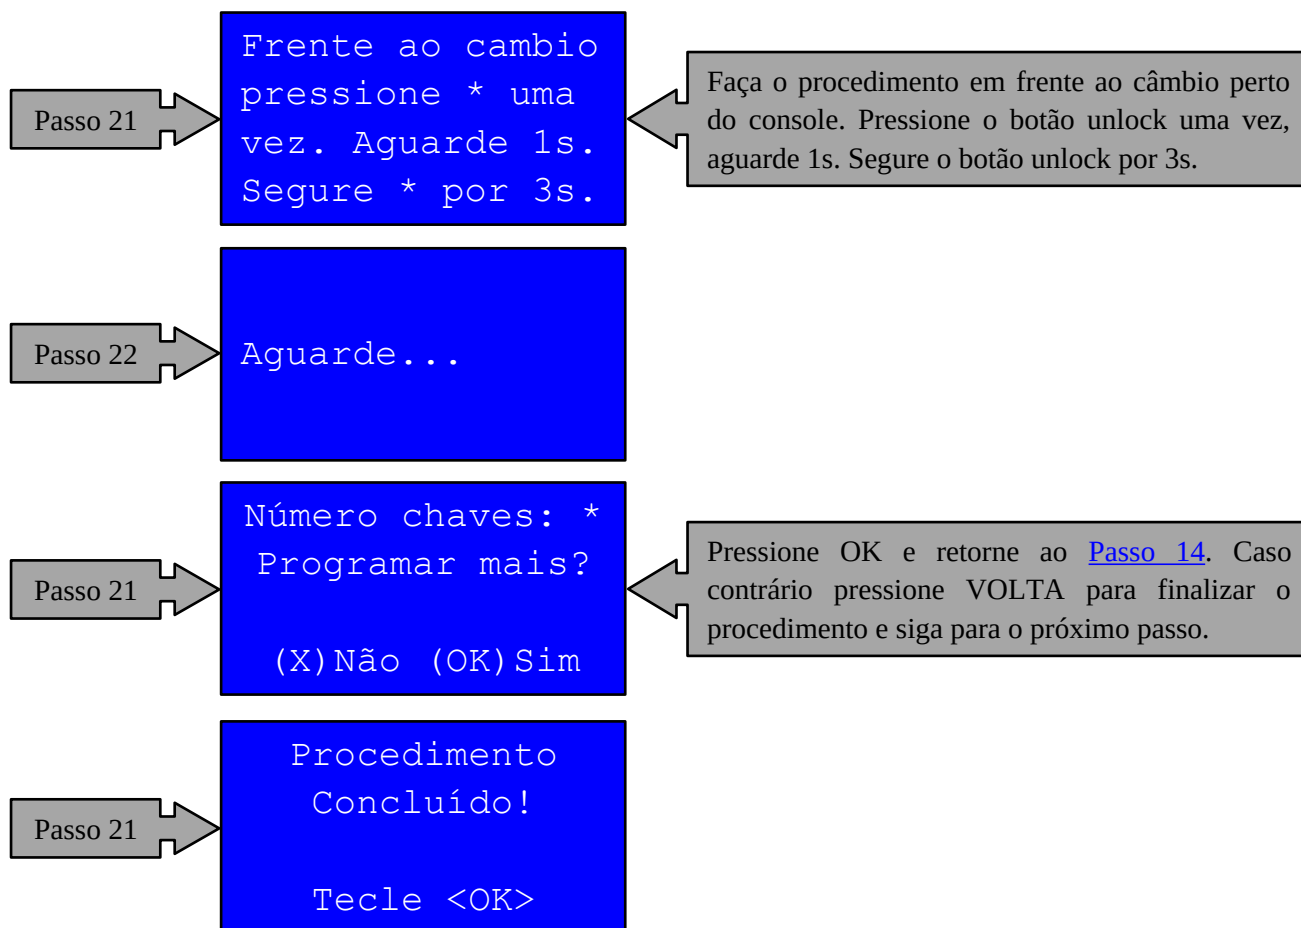 Passo 21
Frente ao cambio
pressione * uma
vez. Aguarde 1s.
Segure * por 3s.
Faça o procedimento em frente ao câmbio perto
do console. Pressione o botão unlock uma vez,
aguarde 1s. Segure o botão unlock por 3s.
Passo 22
Aguarde...
Passo 21
Número chaves: *
Programar mais?
(X)Não (OK)Sim
Pressione OK e retorne ao Passo 14. Caso
contrário pressione VOLTA para finalizar o
procedimento e siga para o próximo passo.
Passo 21
Procedimento
Concluído!
Tecle <OK>